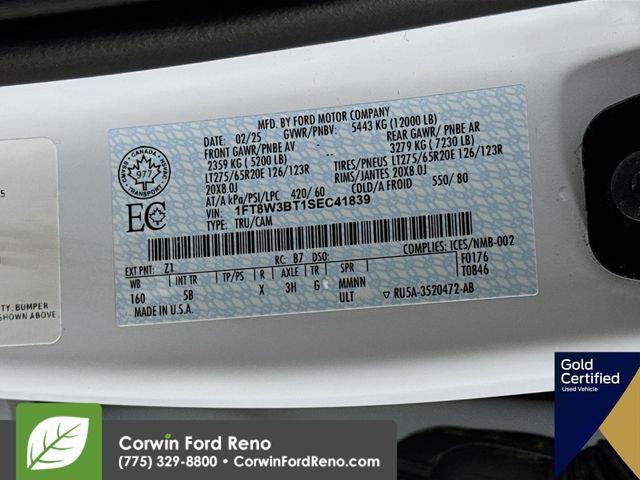 MFD. BY FORD MOTOR COMPANY
02/25 GVWR/PNBV: 5443 KG (12000 LB)
FRONT GAWR/PNBE AV REAR GAWR/ PNBE AR
2359 KG ( 5200 LB) 3279 KG ( 7230 LB)
LT275/65R20E 126/123R TIRES/PNEUS LT275/65R20E 126/123R
20X8.0J RIMS/JANTES 20X8.0J
AT/A kPa/PSI/LPC 420/ 60 COLD/A FROID 550/ 80
VIN: 1FT8W3BT1SEC41839
TYPE: TRU/CAM
CANADA
977
TRANSPORT
EC
COMPLIES: ICES/NMB-002
EXT PNT: Z1 RC: B7 DSO: F0176
WB INT TR TP/PS R AXLE TR SPR T0846
160 5B X 3H G MMNN
MADE IN U.S.A. ULT ▽ RU5A-3520472-AB
5
TY, BUMPER
SHOWN ABOVE
Gold
Certified
Used Vehicle
Corwin Ford Reno
(775) 329-8800 • CorwinFordReno.com